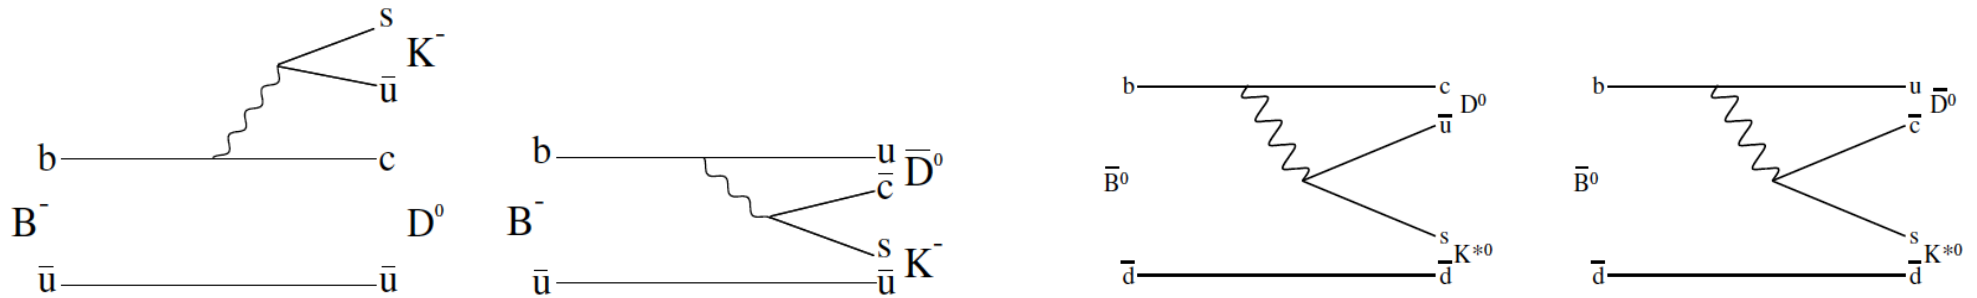 s
K⁻
ū
b
c
B⁻
D⁰
ū
ū
b
u
D̅⁰
c̅
B⁻
s
K⁻
ū
ū
b
c
D⁰
ū
B̅⁰
s
K*⁰
d̅
d̅
b
u
D̅⁰
c̅
B̅⁰
s
K*⁰
d̅
d̅